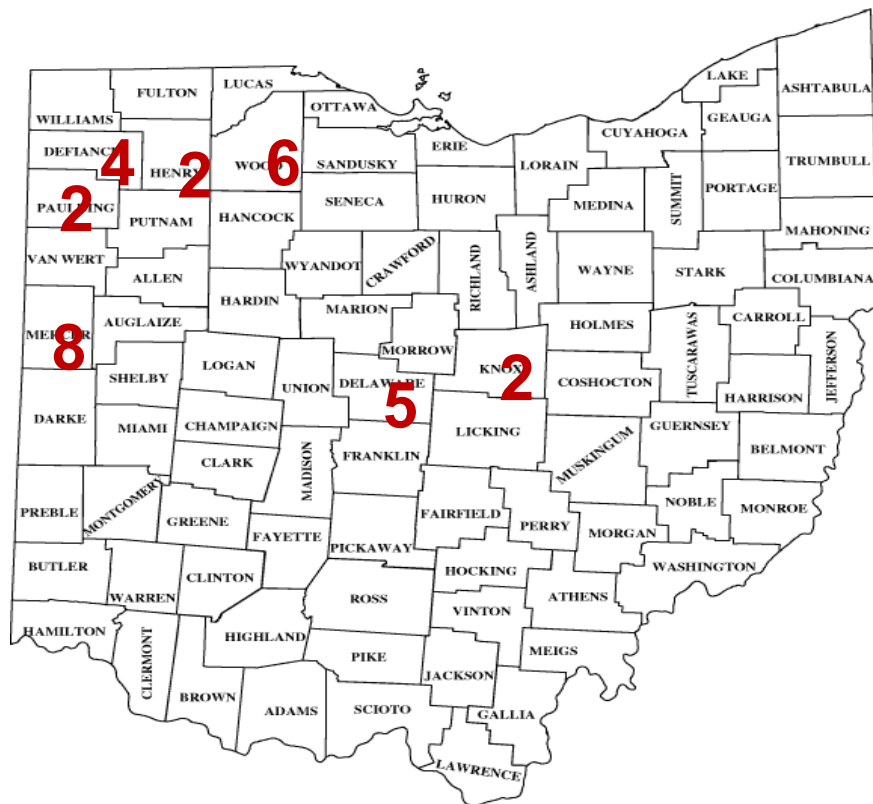 LAKE
ASHTABULA
LUCAS
FULTON
OTTAWA
GEAUGA
WILLIAMS
CUYAHOGA
ERIE
DEFIANCE
4
HENRY
2
WOOD
6
SANDUSKY
LORAIN
TRUMBULL
PAULDING
2
PUTNAM
HANCOCK
SENECA
HURON
MEDINA
SUMMIT
PORTAGE
MAHONING
VAN WERT
ALLEN
WYANDOT
CRAWFORD
RICHLAND
ASHLAND
WAYNE
STARK
COLUMBIANA
HARDIN
MERCER
8
AUGLAIZE
MARION
MORROW
HOLMES
TUSCARAWAS
CARROLL
JEFFERSON
SHELBY
LOGAN
UNION
DELAWARE
5
KNOX
2
COSHOCTON
HARRISON
DARKE
MIAMI
CHAMPAIGN
LICKING
GUERNSEY
BELMONT
CLARK
MADISON
FRANKLIN
MUSKINGUM
PREBLE
MONTGOMERY
GREENE
FAYETTE
PICKAWAY
FAIRFIELD
PERRY
MORGAN
NOBLE
MONROE
BUTLER
WARREN
CLINTON
ROSS
HOCKING
VINTON
ATHENS
WASHINGTON
HAMILTON
CLERMONT
HIGHLAND
PIKE
JACKSON
MEIGS
BROWN
ADAMS
SCIOTO
GALLIA
LAWRENCE